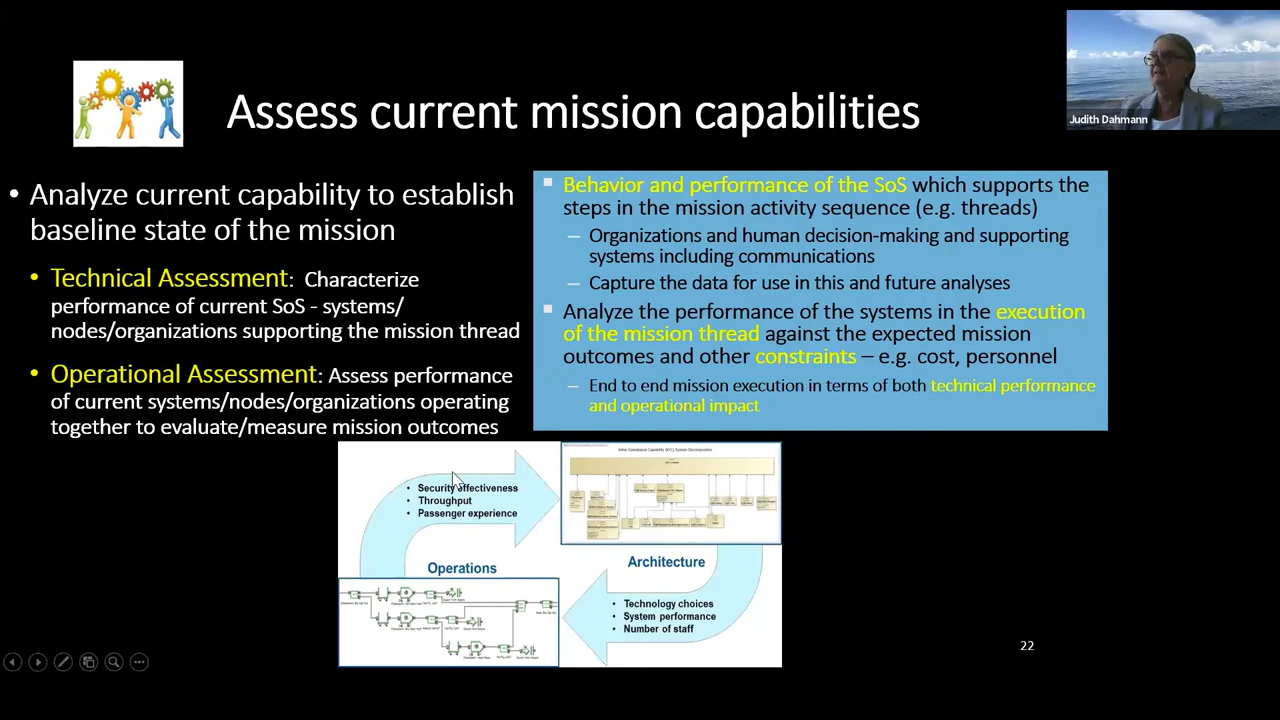 Judith Dahmann
Assess current mission capabilities
• Analyze current capability to establish
baseline state of the mission
• Technical Assessment: Characterize
performance of current SoS - systems/
nodes/organizations supporting the mission thread
• Operational Assessment: Assess performance
of current systems/nodes/organizations operating
together to evaluate/measure mission outcomes
▪ Behavior and performance of the SoS which supports the
steps in the mission activity sequence (e.g. threads)
– Organizations and human decision-making and supporting
systems including communications
– Capture the data for use in this and future analyses
▪ Analyze the performance of the systems in the execution
of the mission thread against the expected mission
outcomes and other constraints – e.g. cost, personnel
– End to end mission execution in terms of both technical performance
and operational impact
• Security effectiveness
• Throughput
• Passenger experience
Operations
Initial Operational Capability (IOC) System Decomposition
Architecture
• Technology choices
• System performance
• Number of staff
22